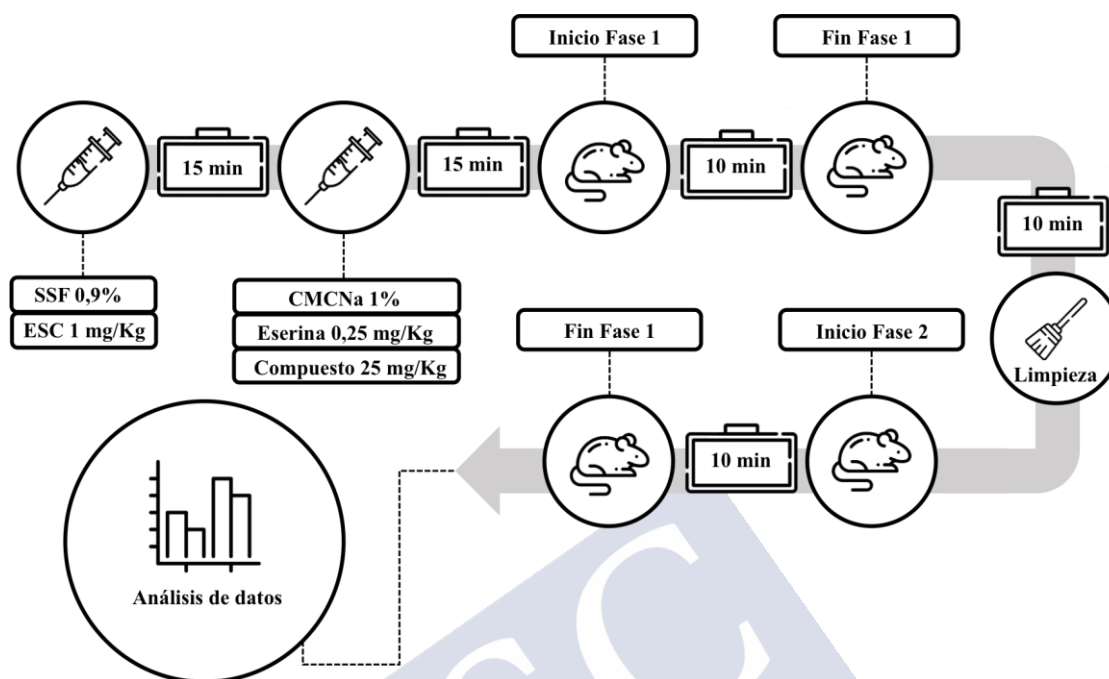 Inicio Fase 1
Fin Fase 1
15 min
15 min
10 min
10 min
SSF 0,9%
ESC 1 mg/Kg
CMCNa 1%
Eserina 0,25 mg/Kg
Compuesto 25 mg/Kg
Limpieza
Inicio Fase 2
10 min
Fin Fase 1
Análisis de datos
SC